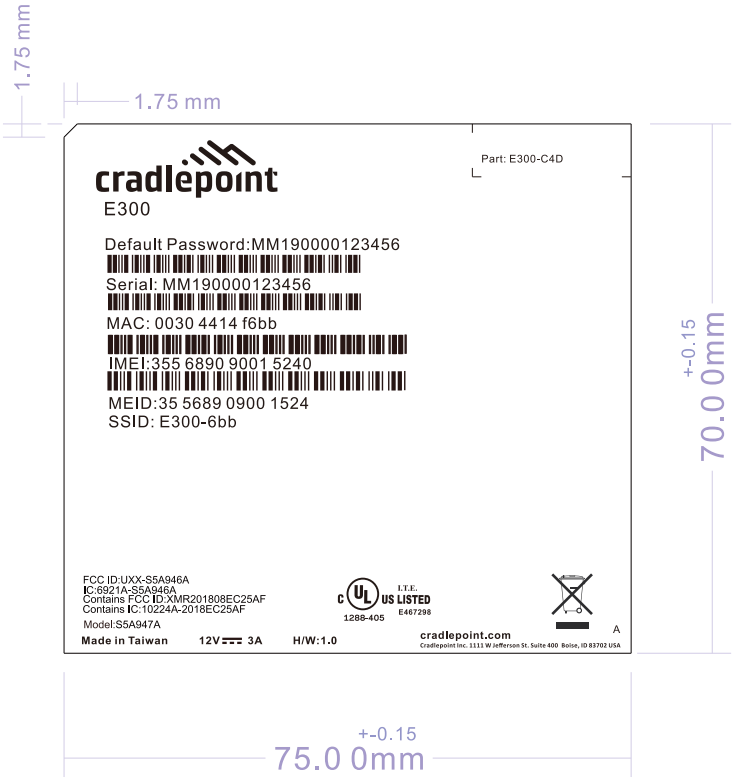 1.75 mm
1.75 mm
cradlepoint
Part: E300-C4D
E300
Default Password:MM190000123456
Serial: MM190000123456
MAC: 0030 4414 f6bb
IMEI:355 6890 9001 5240
MEID:35 5689 0900 1524
SSID: E300-6bb
+-0.15
70.0 0mm
FCC ID:UXX-S5A946A
IC:6921A-S5A946A
Contains FCC ID:XMR201808EC25AF
Contains IC:10224A-2018EC25AF
Model:S5A947A
Made in Taiwan 12V 3A H/W:1.0
C UL US LISTED
I.T.E.
E467298
1288-405
A
cradlepoint.com
Cradlepoint Inc. 1111 W Jefferson St. Suite 400 Boise, ID 83702 USA
+-0.15
75.0 0mm